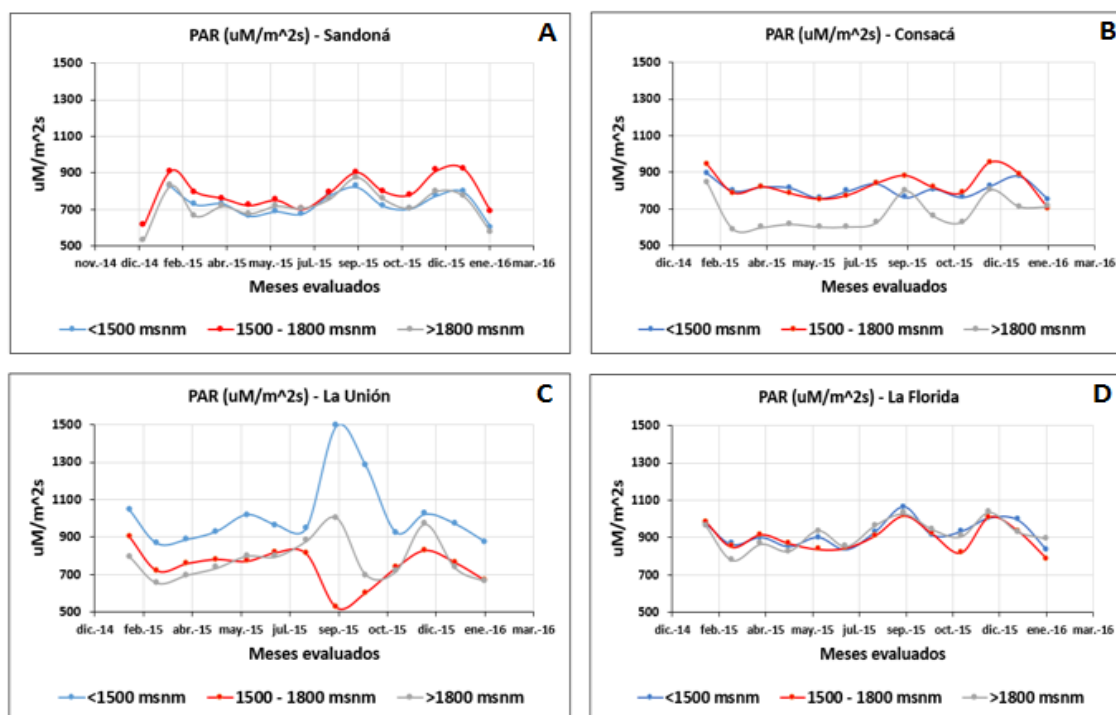 PAR (uM/m^2s) - Sandoná
A
1500
1300
1100
900
700
500
uM/m^2s
nov.-14 dic.-14 feb.-15 abr.-15 may.-15 jul.-15 sep.-15 oct.-15 dic.-15 ene.-16 mar.-16
Meses evaluados
<1500 msnm 1500 - 1800 msnm >1800 msnm
PAR (uM/m^2s) - Consacá
B
1500
1300
1100
900
700
500
uM/m^2s
dic.-14 feb.-15 abr.-15 may.-15 jul.-15 sep.-15 oct.-15 dic.-15 ene.-16 mar.-16
Meses evaluados
<1500 msnm 1500 - 1800 msnm >1800 msnm
PAR (uM/m^2s) - La Unión
C
1500
1300
1100
900
700
500
uM/m^2s
dic.-14 feb.-15 abr.-15 may.-15 jul.-15 sep.-15 oct.-15 dic.-15 ene.-16 mar.-16
Meses evaluados
<1500 msnm 1500 - 1800 msnm >1800 msnm
PAR (uM/m^2s) - La Florida
D
1500
1300
1100
900
700
500
uM/m^2s
dic.-14 feb.-15 abr.-15 may.-15 jul.-15 sep.-15 oct.-15 dic.-15 ene.-16 mar.-16
Meses evaluados
<1500 msnm 1500 - 1800 msnm >1800 msnm